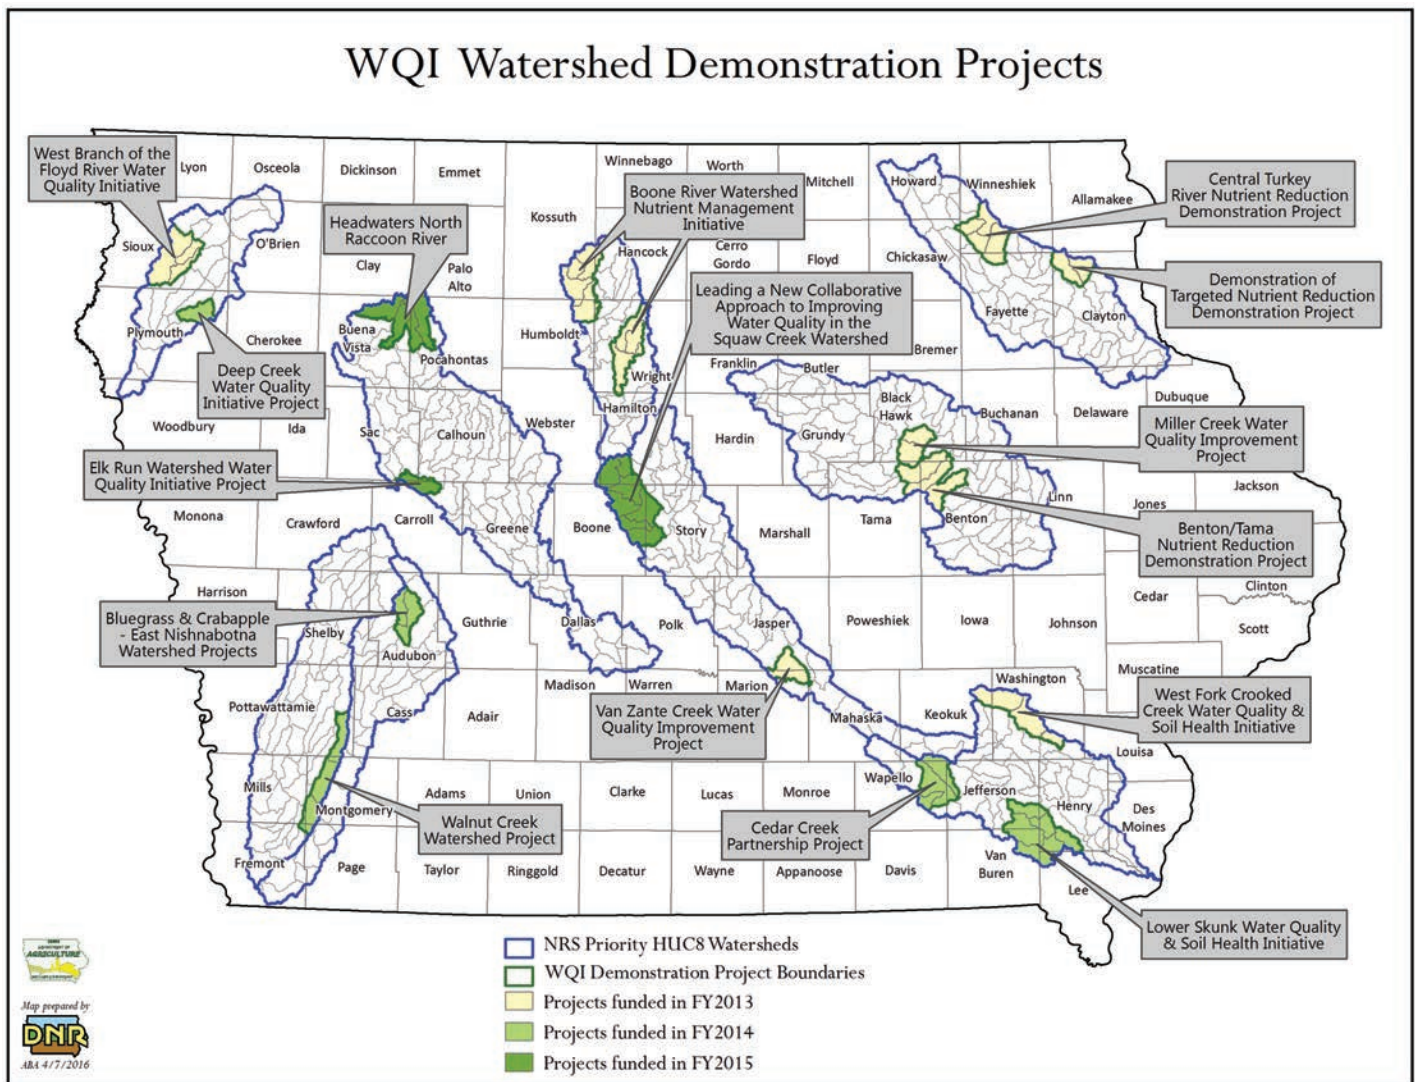 WQI Watershed Demonstration Projects
West Branch of the
Floyd River Water
Quality Initiative
Lyon
Osceola
Dickinson
Emmet
Winnebago
Worth
Mitchell
Howard
Winneshiek
Allamakee
Central Turkey
River Nutrient Reduction
Demonstration Project
Headwaters North
Raccoon River
Kossuth
Boone River Watershed
Nutrient Management
Initiative
Sioux
O'Brien
Clay
Palo
Alto
Hancock
Cerro
Gordo
Floyd
Chickasaw
Leading a New Collaborative
Approach to Improving
Water Quality in the
Squaw Creek Watershed
Demonstration of
Targeted Nutrient Reduction
Demonstration Project
Fayette
Clayton
Plymouth
Cherokee
Buena
Vista
Pocahontas
Humboldt
Wright
Franklin
Butler
Bremer
Deep Creek
Water Quality
Initiative Project
Woodbury
Ida
Sac
Calhoun
Webster
Hamilton
Hardin
Grundy
Black
Hawk
Buchanan
Delaware
Dubuque
Miller Creek Water
Quality Improvement
Project
Elk Run Watershed Water
Quality Initiative Project
Monona
Crawford
Carroll
Greene
Boone
Story
Marshall
Tama
Benton
Linn
Jones
Jackson
Benton/Tama
Nutrient Reduction
Demonstration Project
Harrison
Shelby
Audubon
Guthrie
Dallas
Polk
Jasper
Poweshiek
Iowa
Johnson
Cedar
Clinton
Scott
Muscatine
Bluegrass & Crabapple
- East Nishnabotna
Watershed Projects
Pottawattamie
Cass
Adair
Madison
Warren
Marion
Mahaska
Keokuk
Washington
Louisa
West Fork Crooked
Creek Water Quality &
Soil Health Initiative
Van Zante Creek Water
Quality Improvement
Project
Mills
Montgomery
Adams
Union
Clarke
Lucas
Monroe
Wapello
Jefferson
Henry
Des
Moines
Walnut Creek
Watershed Project
Cedar Creek
Partnership Project
Fremont
Page
Taylor
Ringgold
Decatur
Wayne
Appanoose
Davis
Van
Buren
Lee
Lower Skunk Water Quality
& Soil Health Initiative
NRS Priority HUC8 Watersheds
WQI Demonstration Project Boundaries
Projects funded in FY2013
Projects funded in FY2014
Projects funded in FY2015
AGRICULTURE
Map prepared by
DNR
ABA 4/7/2016